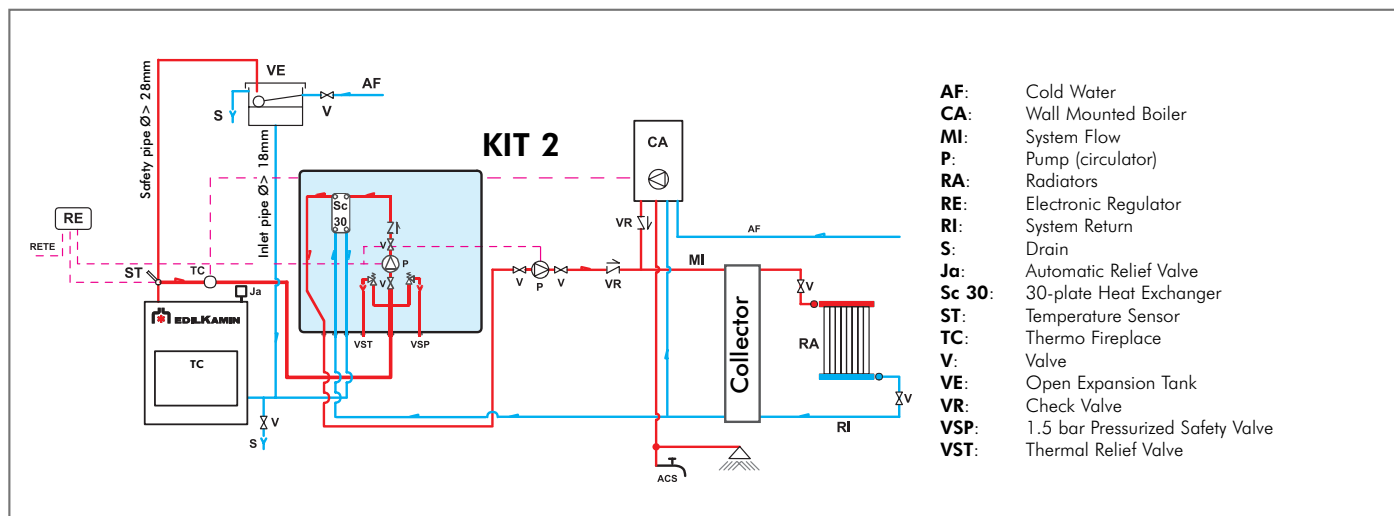 VE
AF
S
V
Safety pipe Ø> 28mm
Inlet pipe Ø> 18mm
KIT 2
CA
Sc
30
RE
RETE
ST
TC
Ja
EDILKAMIN
TC
V
S
V
P
V
VST
VSP
V
P
V
VR
VR
AF
MI
Collector
V
RA
V
RI
ACS
AF: Cold Water
CA: Wall Mounted Boiler
MI: System Flow
P: Pump (circulator)
RA: Radiators
RE: Electronic Regulator
RI: System Return
S: Drain
Ja: Automatic Relief Valve
Sc 30: 30-plate Heat Exchanger
ST: Temperature Sensor
TC: Thermo Fireplace
V: Valve
VE: Open Expansion Tank
VR: Check Valve
VSP: 1.5 bar Pressurized Safety Valve
VST: Thermal Relief Valve